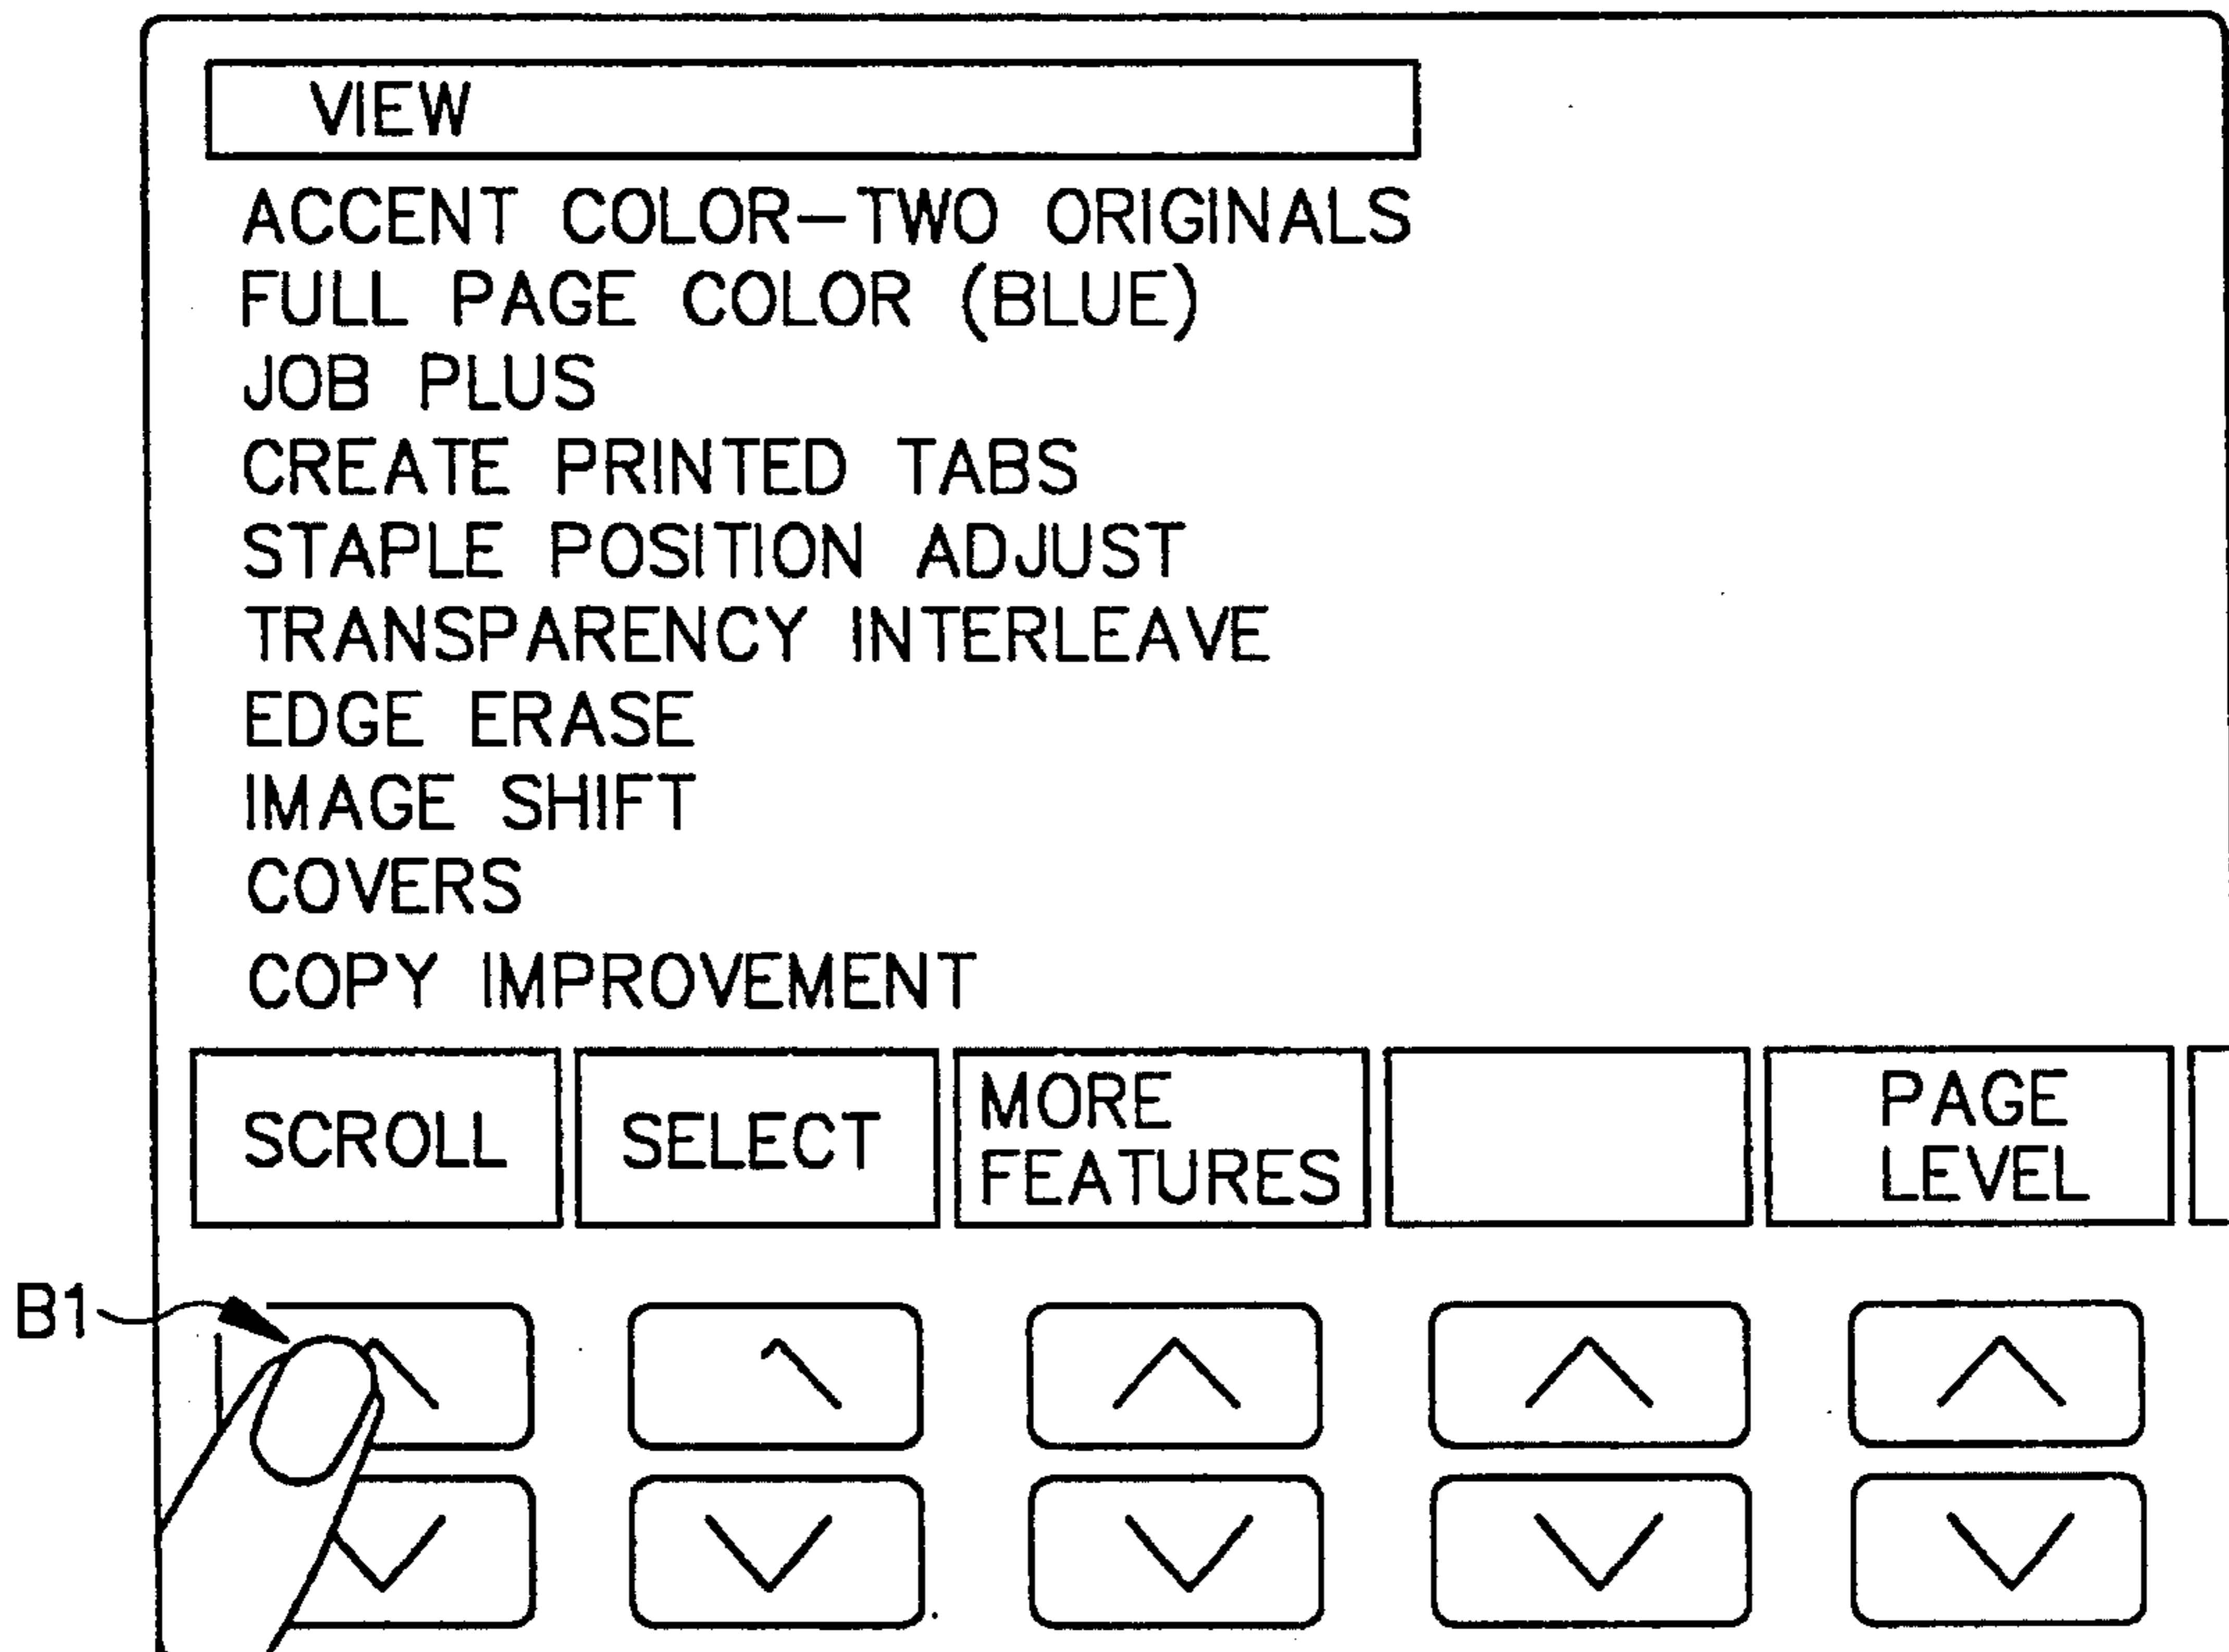 VIEW
ACCENT COLOR-TWO ORIGINALS
FULL PAGE COLOR (BLUE)
JOB PLUS
CREATE PRINTED TABS
STAPLE POSITION ADJUST
TRANSPARENCY INTERLEAVE
EDGE ERASE
IMAGE SHIFT
COVERS
COPY IMPROVEMENT
SCROLL
SELECT
MORE
FEATURES
PAGE
LEVEL
B1